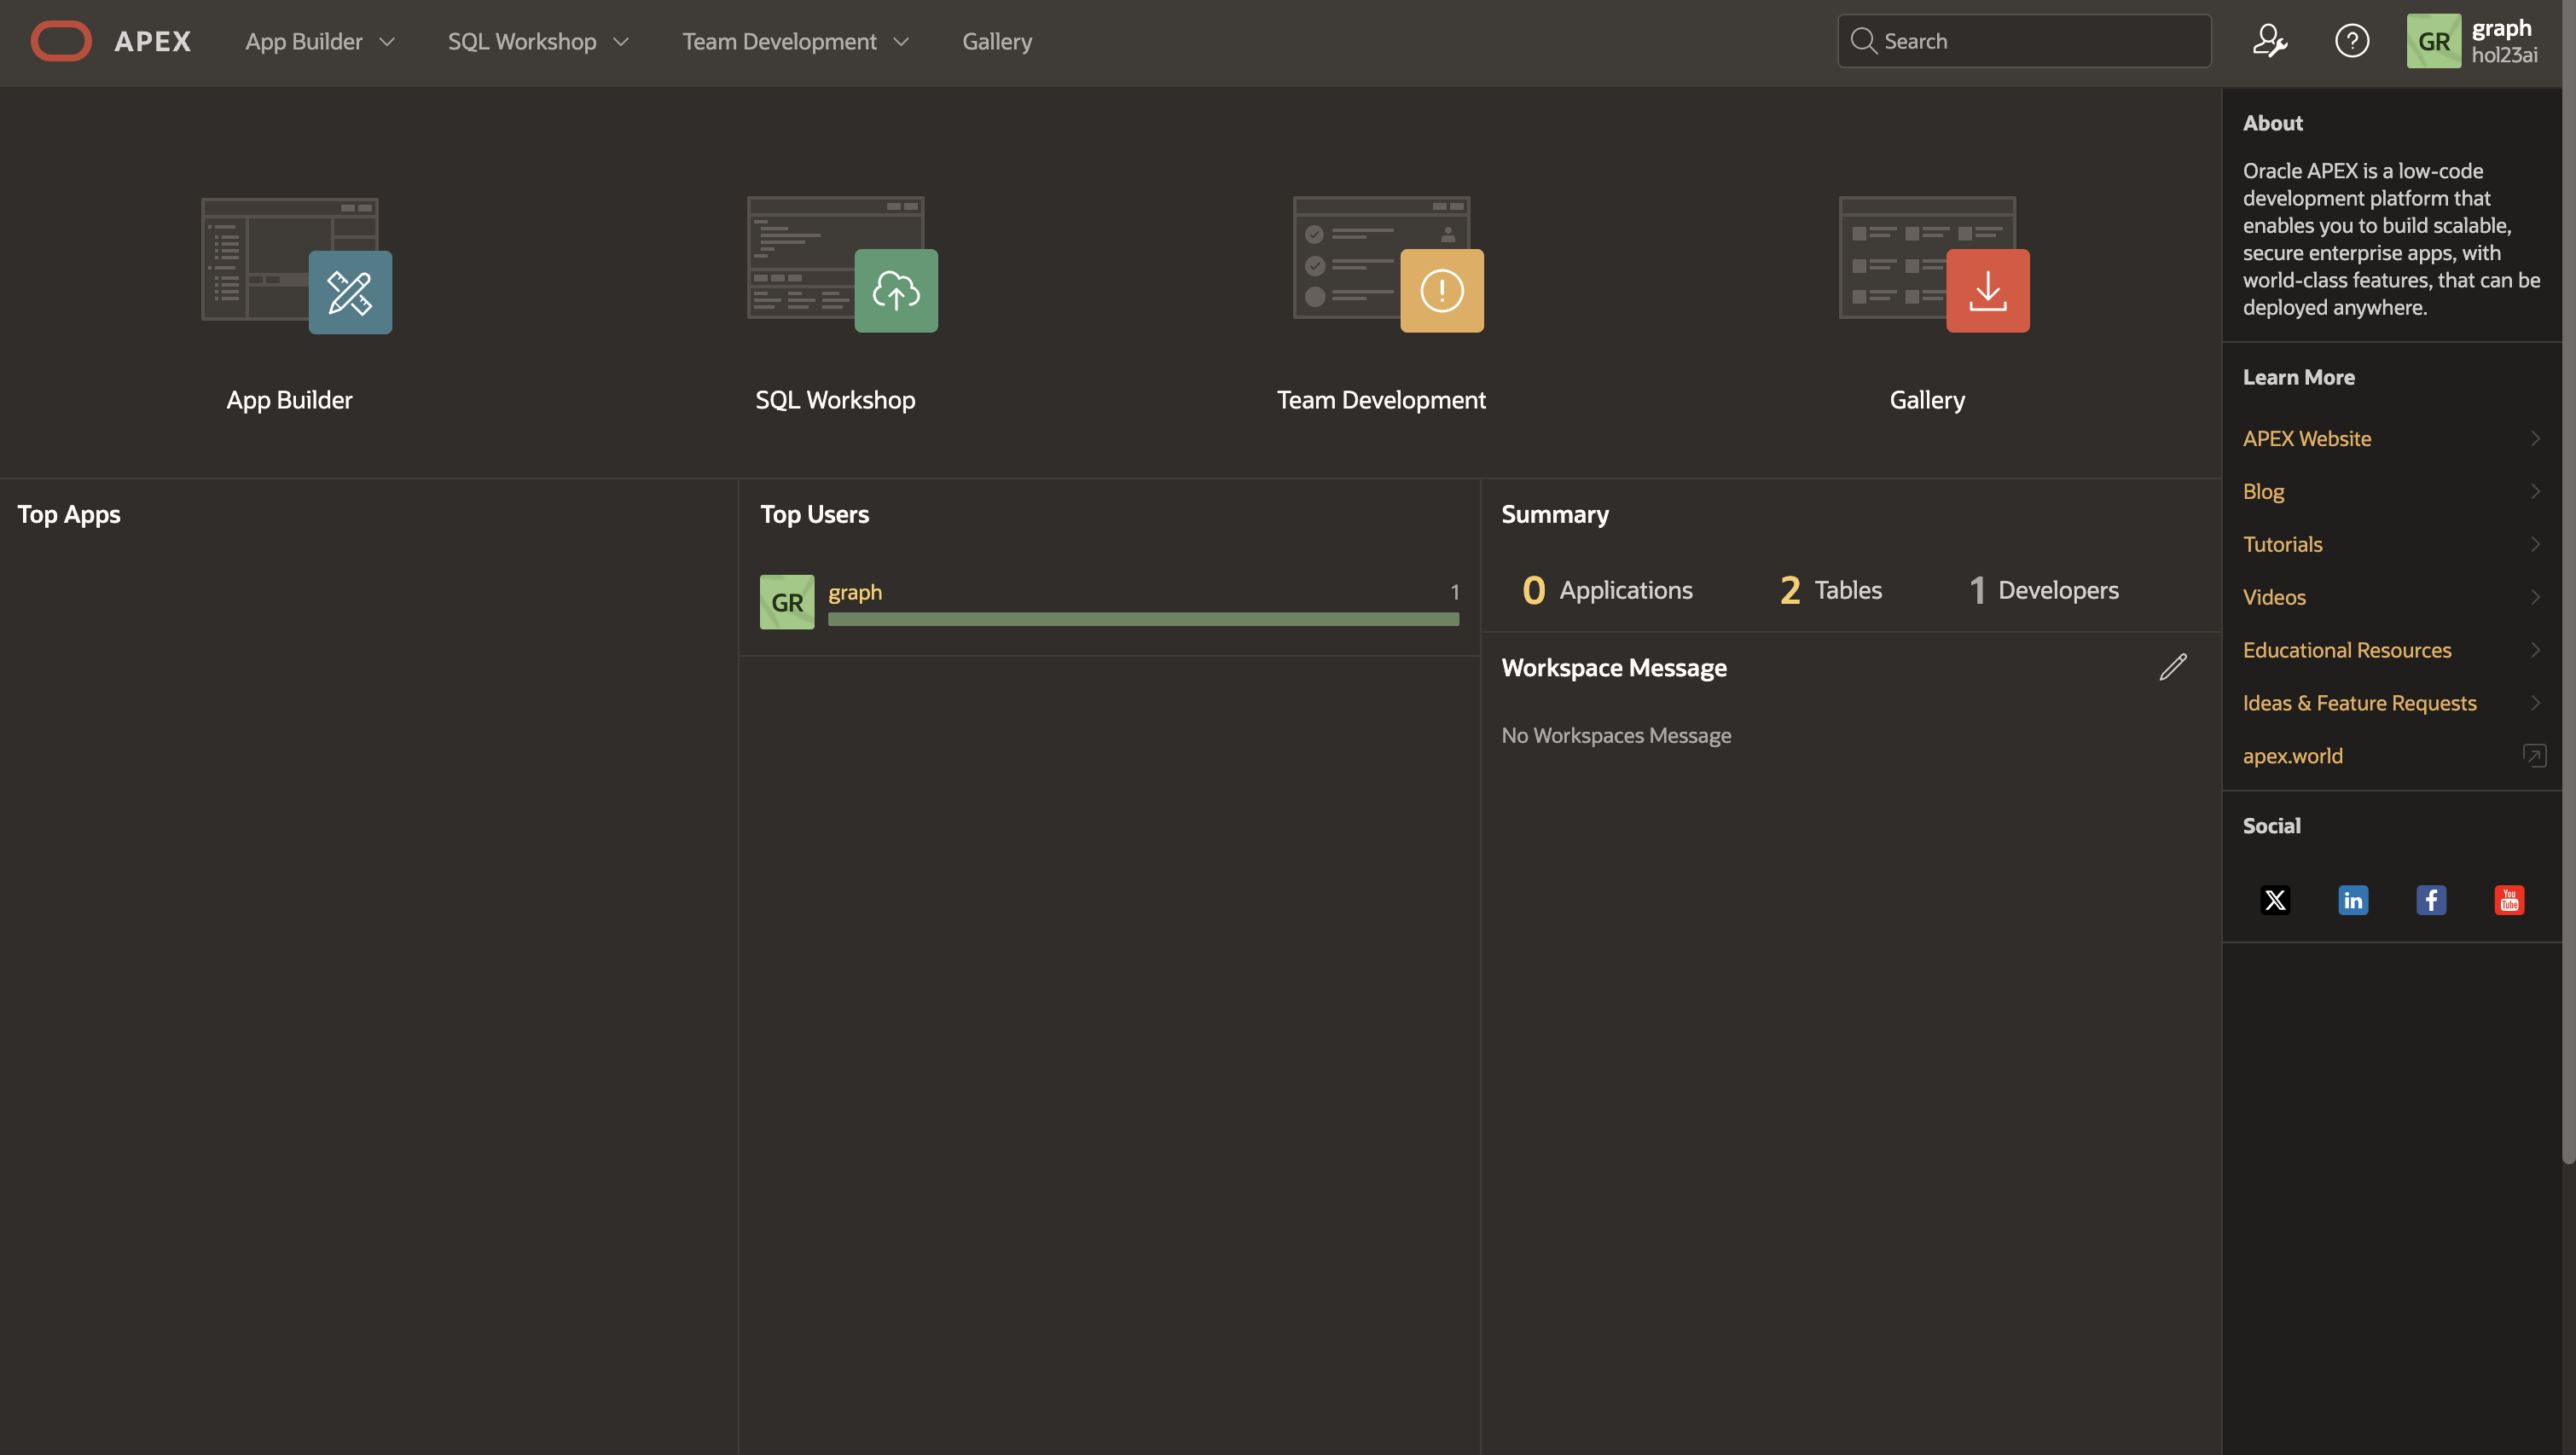 APEX
App Builder
SQL Workshop
Team Development
Gallery
Search
?
GR
graph
hol23ai
App Builder
SQL Workshop
Team Development
Gallery
Top Apps
Top Users
GR
graph
1
Summary
0 Applications
2 Tables
1 Developers
Workspace Message
No Workspaces Message
About
Oracle APEX is a low-code
development platform that
enables you to build scalable,
secure enterprise apps, with
world-class features, that can be
deployed anywhere.
Learn More
APEX Website
Blog
Tutorials
Videos
Educational Resources
Ideas & Feature Requests
apex.world
Social
X
in
f
You
Tube